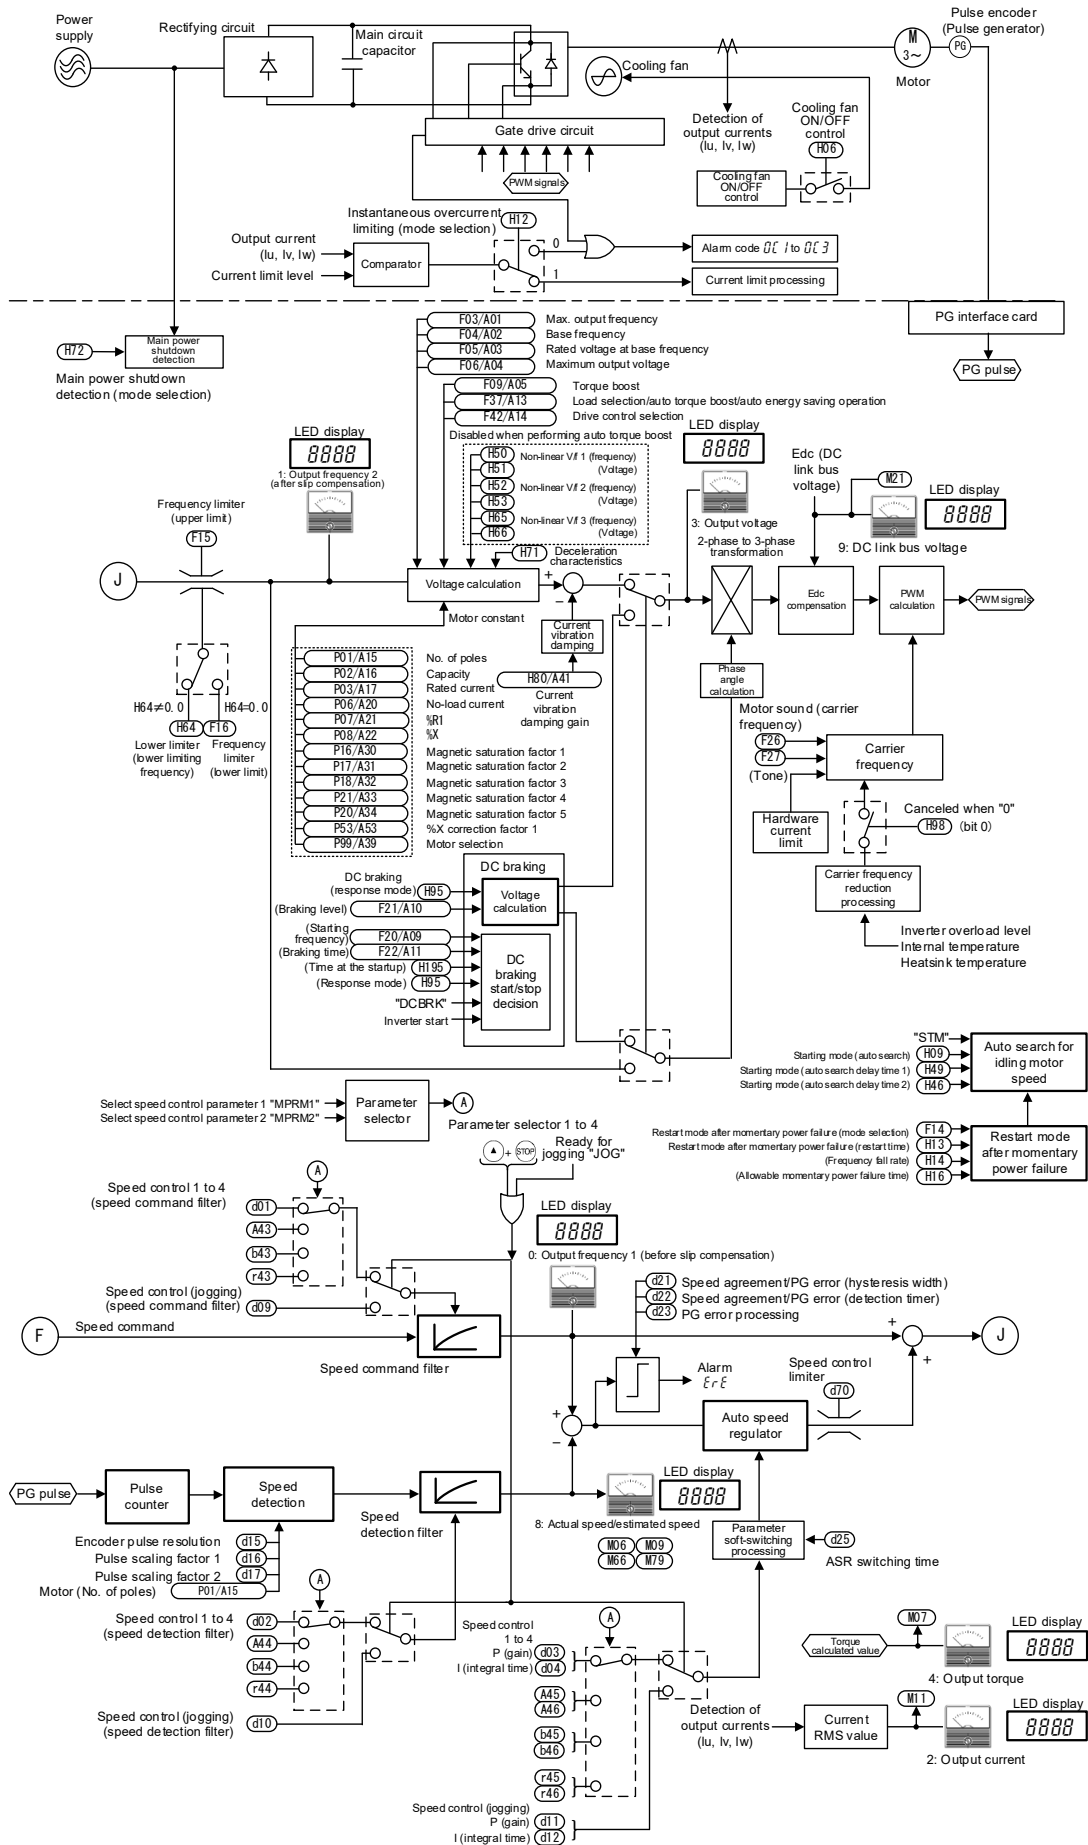 Power
supply
Rectifying circuit
Main circuit
capacitor
Pulse encoder
(Pulse generator)
M
3~
PG
Motor
Cooling fan
Gate drive circuit
PWM signals
Detection of
output currents
(Iu, Iv, Iw)
Cooling fan
ON/OFF
control
H06
Cooling fan
ON/OFF
control
Instantaneous overcurrent
limiting (mode selection)
H12
Output current
(Iu, Iv, Iw)
Current limit level
Comparator
0
1
Alarm code OC1 to OC3
Current limit processing
PG interface card
PG pulse
H72
Main power
shutdown
detection
Main power shutdown
detection (mode selection)
F03/A01 Max. output frequency
F04/A02 Base frequency
F05/A03 Rated voltage at base frequency
F06/A04 Maximum output voltage
F09/A05 Torque boost
F37/A13 Load selection/auto torque boost/auto energy saving operation
F42/A14 Drive control selection
Disabled when performing auto torque boost
H50 Non-linear V/f 1 (frequency)
H51 (Voltage)
H52 Non-linear V/f 2 (frequency)
H53 (Voltage)
H65 Non-linear V/f 3 (frequency)
H66 (Voltage)
H71 Deceleration
characteristics
LED display
8888
1: Output frequency 2
(after slip compensation)
LED display
8888
3: Output voltage
2-phase to 3-phase
transformation
Edc (DC
link bus
voltage)
M21
LED display
8888
9: DC link bus voltage
Frequency limiter
(upper limit)
F15
J
Voltage calculation
+
−
Edc
compensation
PWM
calculation
PWM signals
Motor constant
Current
vibration
damping
H80/A41
Current
vibration
damping gain
Phase
angle
calculation
H64≠0.0
H64=0.0
H64
F16
Lower limiter
(lower limiting
frequency)
Frequency
limiter
(lower limit)
P01/A15 No. of poles
P02/A16 Capacity
P03/A17 Rated current
P06/A20 No-load current
P07/A21 %R1
P08/A22 %X
P16/A30 Magnetic saturation factor 1
P17/A31 Magnetic saturation factor 2
P18/A32 Magnetic saturation factor 3
P21/A33 Magnetic saturation factor 4
P20/A34 Magnetic saturation factor 5
P53/A53 %X correction factor 1
P99/A39 Motor selection
Motor sound (carrier
frequency)
F26
F27
(Tone)
Carrier
frequency
Hardware
current
limit
Canceled when "0"
H98 (bit 0)
Carrier frequency
reduction
processing
Inverter overload level
Internal temperature
Heatsink temperature
DC braking
DC braking
(response mode) H95
(Braking level) F21/A10
Voltage
calculation
(Starting
frequency) F20/A09
(Braking time) F22/A11
(Time at the startup) H195
(Response mode) H95
"DCBRK"
Inverter start
DC
braking
start/stop
decision
"STM"
Starting mode (auto search) H09
Starting mode (auto search delay time 1) H49
Starting mode (auto search delay time 2) H46
Auto search for
idling motor
speed
Restart mode after momentary power failure (mode selection) F14
Restart mode after momentary power failure (restart time) H13
(Frequency fall rate) H14
(Allowable momentary power failure time) H16
Restart mode
after momentary
power failure
Select speed control parameter 1 "MPRM1"
Select speed control parameter 2 "MPRM2"
Parameter
selector
A
Parameter selector 1 to 4
+ STOP
Ready for
jogging "JOG"
A
Speed control 1 to 4
(speed command filter)
d01
A43
b43
r43
Speed control (jogging)
(speed command filter) d09
LED display
8888
0: Output frequency 1 (before slip compensation)
d21 Speed agreement/PG error (hysteresis width)
d22 Speed agreement/PG error (detection timer)
d23 PG error processing
F
Speed command
Speed command filter
+
+
J
Alarm
ErE
Speed control
limiter
d70
+
−
Auto speed
regulator
PG pulse
Pulse
counter
Speed
detection
Speed
detection filter
LED display
8888
8: Actual speed/estimated speed
M06 M09
M66 M79
Parameter
soft-switching
processing
d25
ASR switching time
Encoder pulse resolution d15
Pulse scaling factor 1 d16
Pulse scaling factor 2 d17
Motor (No. of poles) P01/A15
A
Speed control 1 to 4
(speed detection filter)
d02
A44
b44
r44
Speed control (jogging)
(speed detection filter) d10
Speed control
1 to 4
P (gain) d03
I (integral time) d04
A
A45
A46
b45
b46
r45
r46
Speed control (jogging)
P (gain) d11
I (integral time) d12
Torque
calculated value
M07
LED display
8888
4: Output torque
Detection of
output currents
(Iu, Iv, Iw)
Current
RMS value
M11
LED display
8888
2: Output current